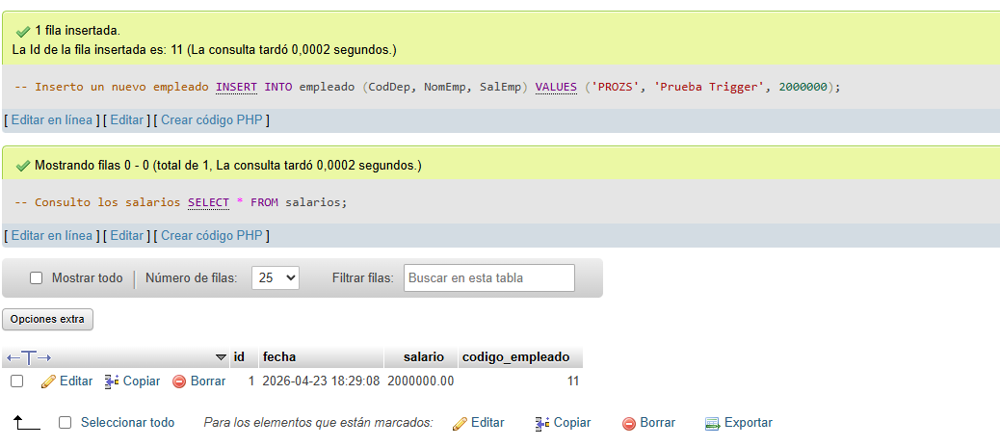 1 fila insertada.
La Id de la fila insertada es: 11 (La consulta tardó 0,0002 segundos.)
-- Inserto un nuevo empleado INSERT INTO empleado (CodDep, NomEmp, SalEmp) VALUES ('PROZS', 'Prueba Trigger', 2000000);
[ Editar en línea ] [ Editar ] [ Crear código PHP ]
Mostrando filas 0 - 0 (total de 1, La consulta tardó 0,0002 segundos.)
-- Consulto los salarios SELECT * FROM salarios;
[ Editar en línea ] [ Editar ] [ Crear código PHP ]
Mostrar todo Número de filas: 25 Filtrar filas: Buscar en esta tabla
Opciones extra
←T→ id fecha salario codigo_empleado
Editar Copiar Borrar 1 2026-04-23 18:29:08 2000000.00 11
Seleccionar todo Para los elementos que están marcados: Editar Copiar Borrar Exportar